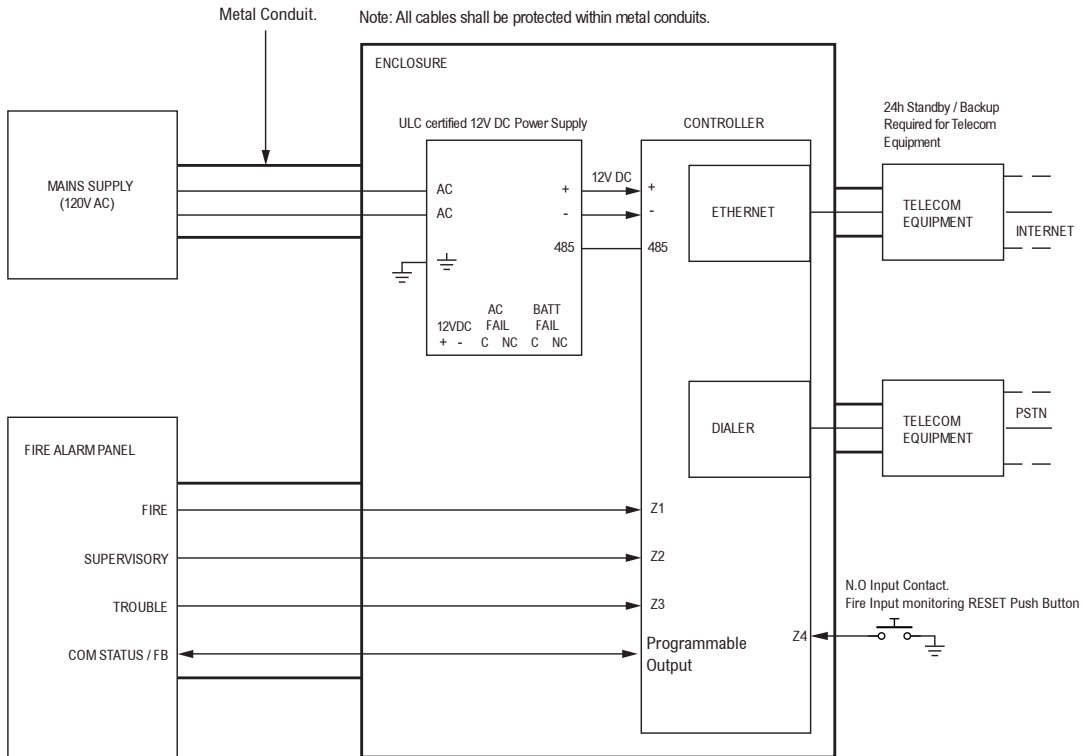 Metal Conduit.
Note: All cables shall be protected within metal conduits.
ENCLOSURE
ULC certified 12V DC Power Supply
CONTROLLER
24h Standby / Backup
Required for Telecom
Equipment
MAINS SUPPLY
(120V AC)
AC
AC
+
-
485
12V DC
+
-
485
ETHERNET
TELECOM
EQUIPMENT
INTERNET
12VDC
+ -
AC
FAIL
C NC
BATT
FAIL
C NC
DIALER
TELECOM
EQUIPMENT
PSTN
FIRE ALARM PANEL
FIRE
Z1
SUPERVISORY
Z2
TROUBLE
Z3
COM STATUS / FB
Programmable
Output
Z4
N.O Input Contact.
Fire Input monitoring RESET Push Button